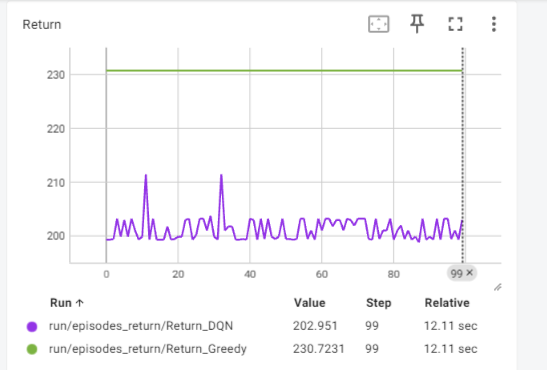 Return
230
220
210
200
0 20 40 60 80 99 ×
Run ↑ Value Step Relative
run/episodes_return/Return_DQN 202.951 99 12.11 sec
run/episodes_return/Return_Greedy 230.7231 99 12.11 sec